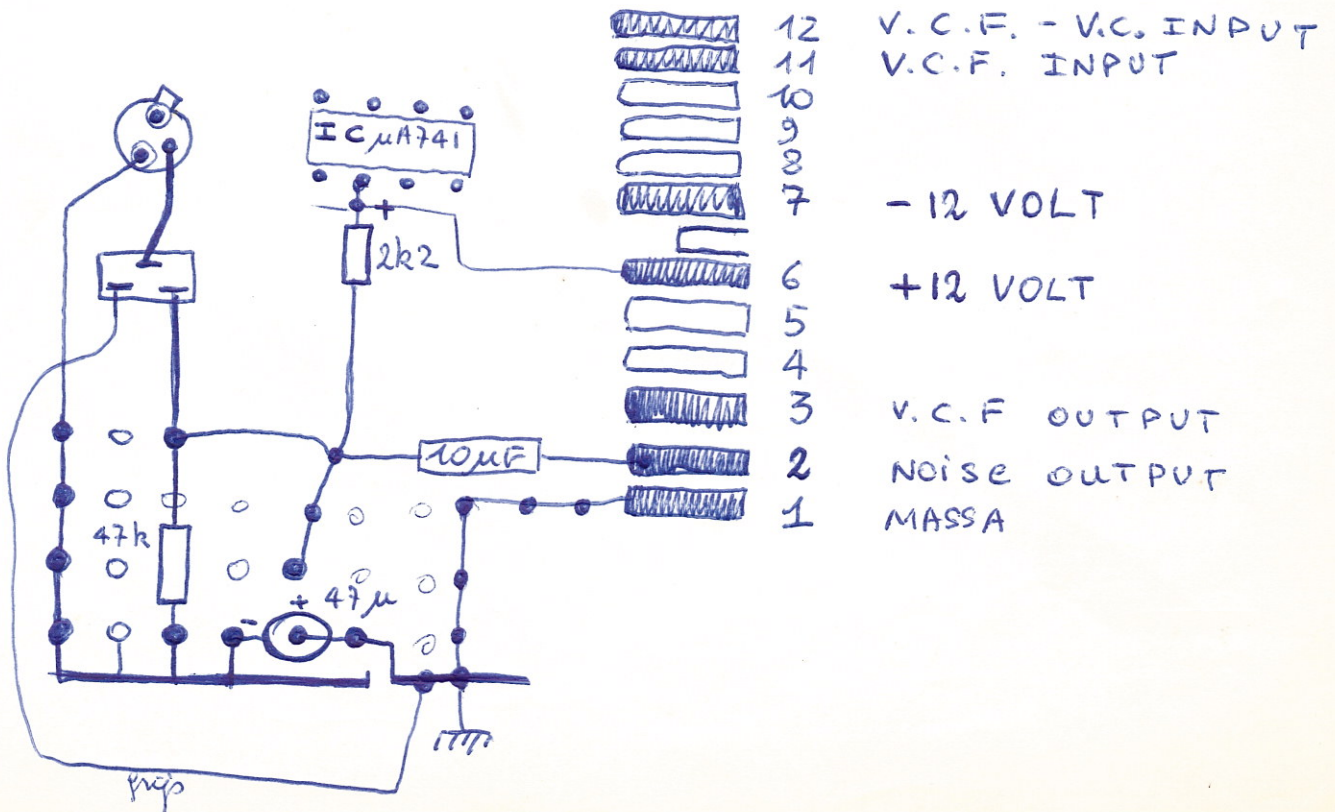 12 V.C.F. - V.C. INPUT
11 V.C.F. INPUT
10
9
8
7 - 12 VOLT
6 +12 VOLT
5
4
3 V.C.F OUTPUT
2 NOISE OUTPUT
1 MASSA
IC µA741
+
2k2
10µF
47k
+ 47µ
-
grijs